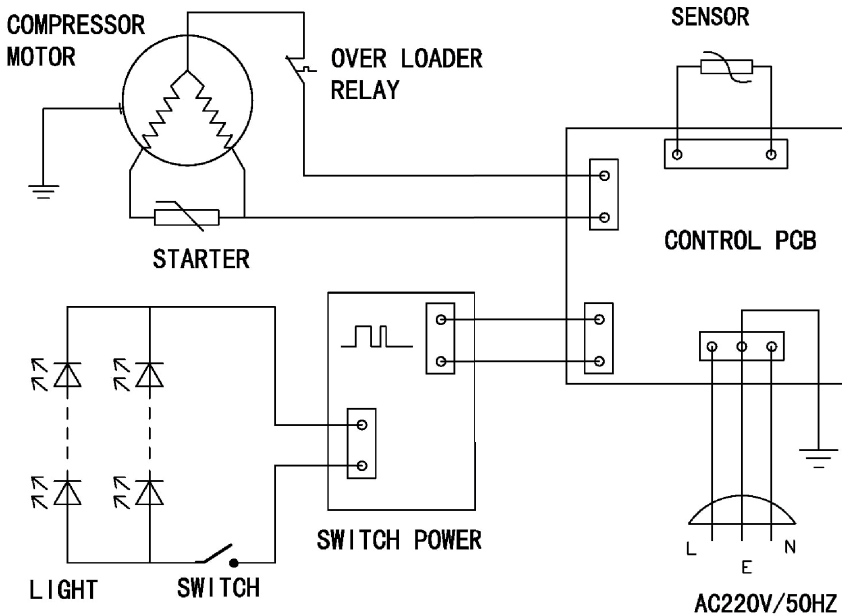 COMPRESSOR
MOTOR
OVER LOADER
RELAY
SENSOR
STARTER
CONTROL PCB
SWITCH POWER
LIGHT
SWITCH
L
E
N
AC220V/50HZ